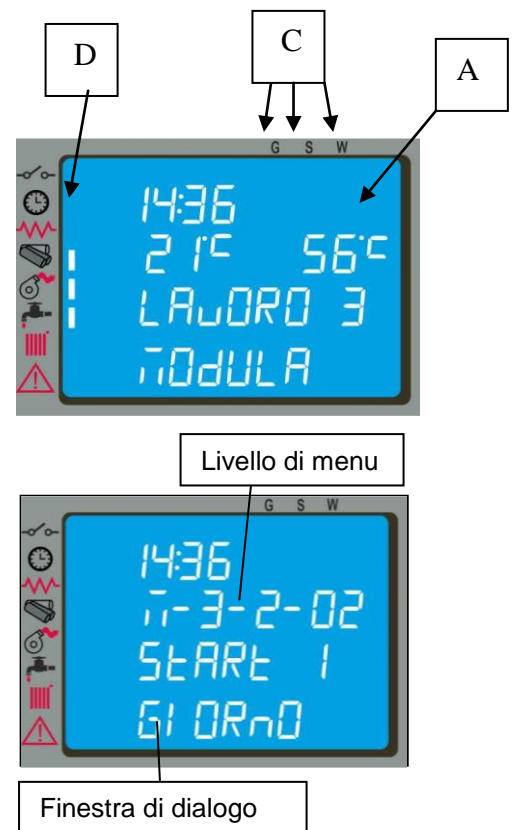 D C A
G S W
14:36
21°C 56°C
LAVORO 3
MODULA
Livello di menu
G S W
14:36
M-3-2-02
START 1
GIORNO
Finestra di dialogo